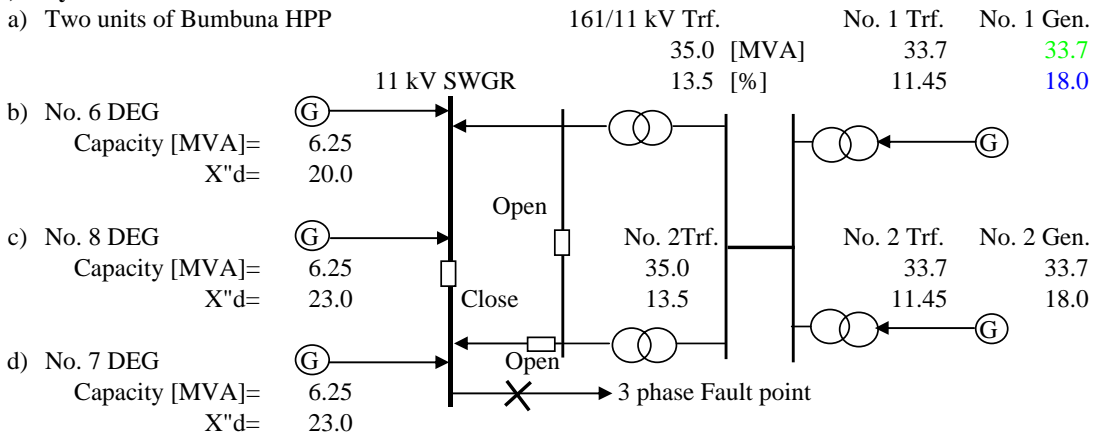 a) Two units of Bumbuna HPP 161/11 kV Trf. No. 1 Trf. No. 1 Gen.
35.0 [MVA] 33.7 33.7
11 kV SWGR 13.5 [%] 11.45 18.0
b) No. 6 DEG G
Capacity [MVA]= 6.25 G
X"d= 20.0
Open
c) No. 8 DEG G No. 2Trf. No. 2 Trf. No. 2 Gen.
Capacity [MVA]= 6.25 35.0 33.7 33.7
X"d= 23.0 Close 13.5 11.45 18.0
G
d) No. 7 DEG G Open
Capacity [MVA]= 6.25 3 phase Fault point
X"d= 23.0